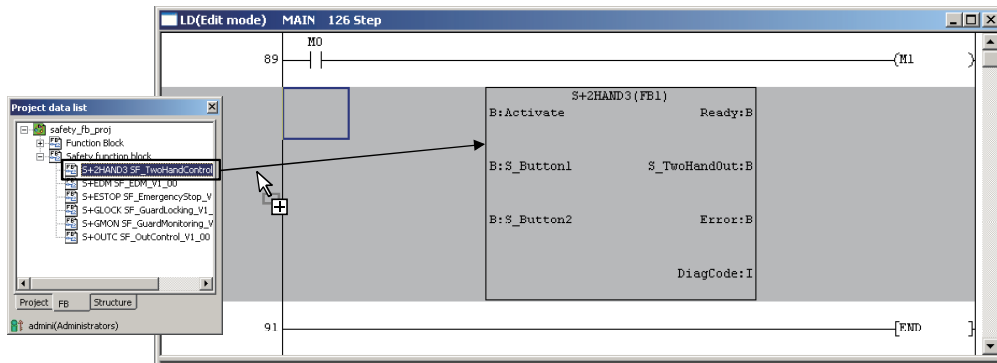 LD(Edit mode) MAIN 126 Step
M0
89
(M1 )
Project data list
safety_fb_proj
Function Block
Safety function block
S+2HAND3 SF_TwoHandControl
S+EDM SF_EDM_V1_00
S+ESTOP SF_EmergencyStop_V
S+GLOCK SF_GuardLocking_V1_
S+GMON SF_GuardMonitoring_V
S+OUTC SF_OutControl_V1_00
Project FB Structure
admini(Administrators)
S+2HAND3(FB1)
B:Activate Ready:B
B:S_Button1 S_TwoHandOut:B
B:S_Button2 Error:B
DiagCode:I
91
[END ]